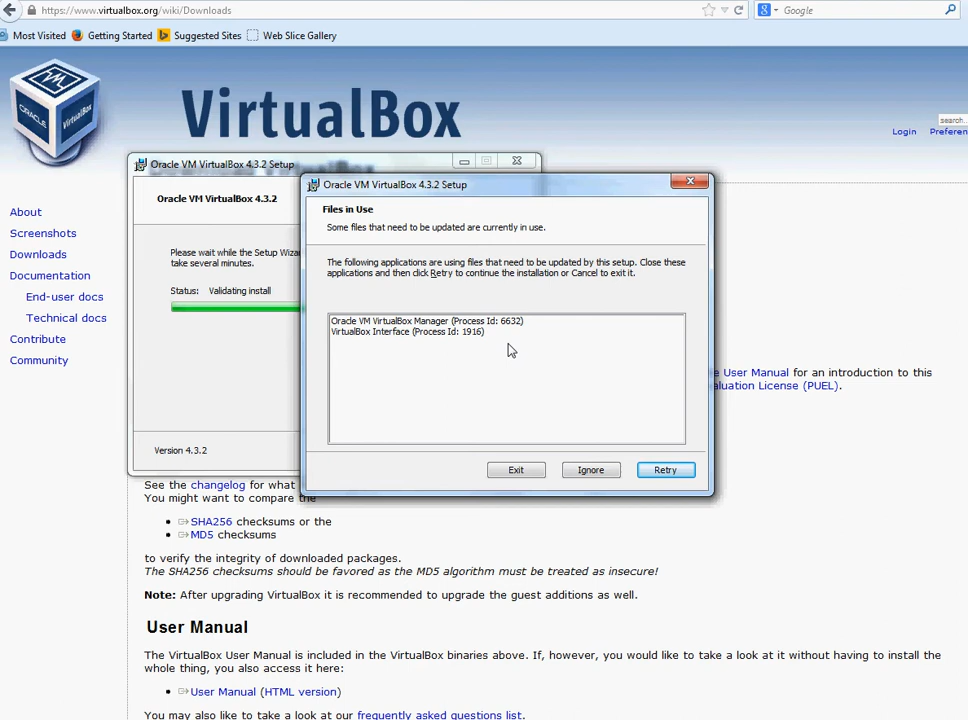 https://www.virtualbox.org/wiki/Downloads
Google
Most Visited
Getting Started
Suggested Sites
Web Slice Gallery
ORACLE
VirtualBox
VirtualBox
search..
Login
Preferen
About
Screenshots
Downloads
Documentation
End-user docs
Technical docs
Contribute
Community
Oracle VM VirtualBox 4.3.2 Setup
Oracle VM VirtualBox 4.3.2
Please wait while the Setup Wiza
take several minutes.
Status: Validating install
Version 4.3.2
Oracle VM VirtualBox 4.3.2 Setup
Files in Use
Some files that need to be updated are currently in use.
The following applications are using files that need to be updated by this setup. Close these
applications and then click Retry to continue the installation or Cancel to exit it.
Oracle VM VirtualBox Manager (Process Id: 6632)
VirtualBox Interface (Process Id: 1916)
Exit
Ignore
Retry
e User Manual for an introduction to this
luation License (PUEL).
See the changelog for what
You might want to compare the
SHA256 checksums or the
MD5 checksums
to verify the integrity of downloaded packages.
The SHA256 checksums should be favored as the MD5 algorithm must be treated as insecure!
Note: After upgrading VirtualBox it is recommended to upgrade the guest additions as well.
User Manual
The VirtualBox User Manual is included in the VirtualBox binaries above. If, however, you would like to take a look at it without having to install the
whole thing, you also access it here:
User Manual (HTML version)
You may also like to take a look at our frequently asked questions list.